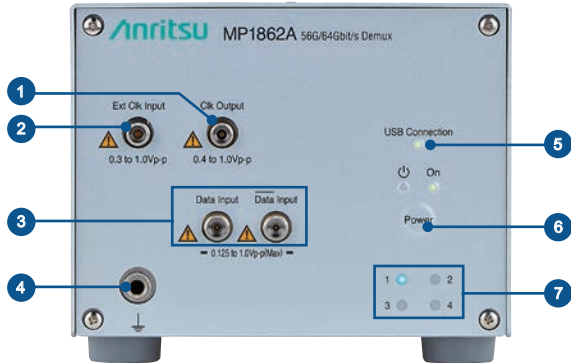 Anritsu MP1862A 56G/64Gbit/s Demux
1
Ext Clk Input
Clk Output
2
0.3 to 1.0Vp-p
0.4 to 1.0Vp-p
USB Connection
5
On
3
Data Input
Data Input
Power
6
0.125 to 1.0Vp-p(Max)
4
1
2
7
3
4